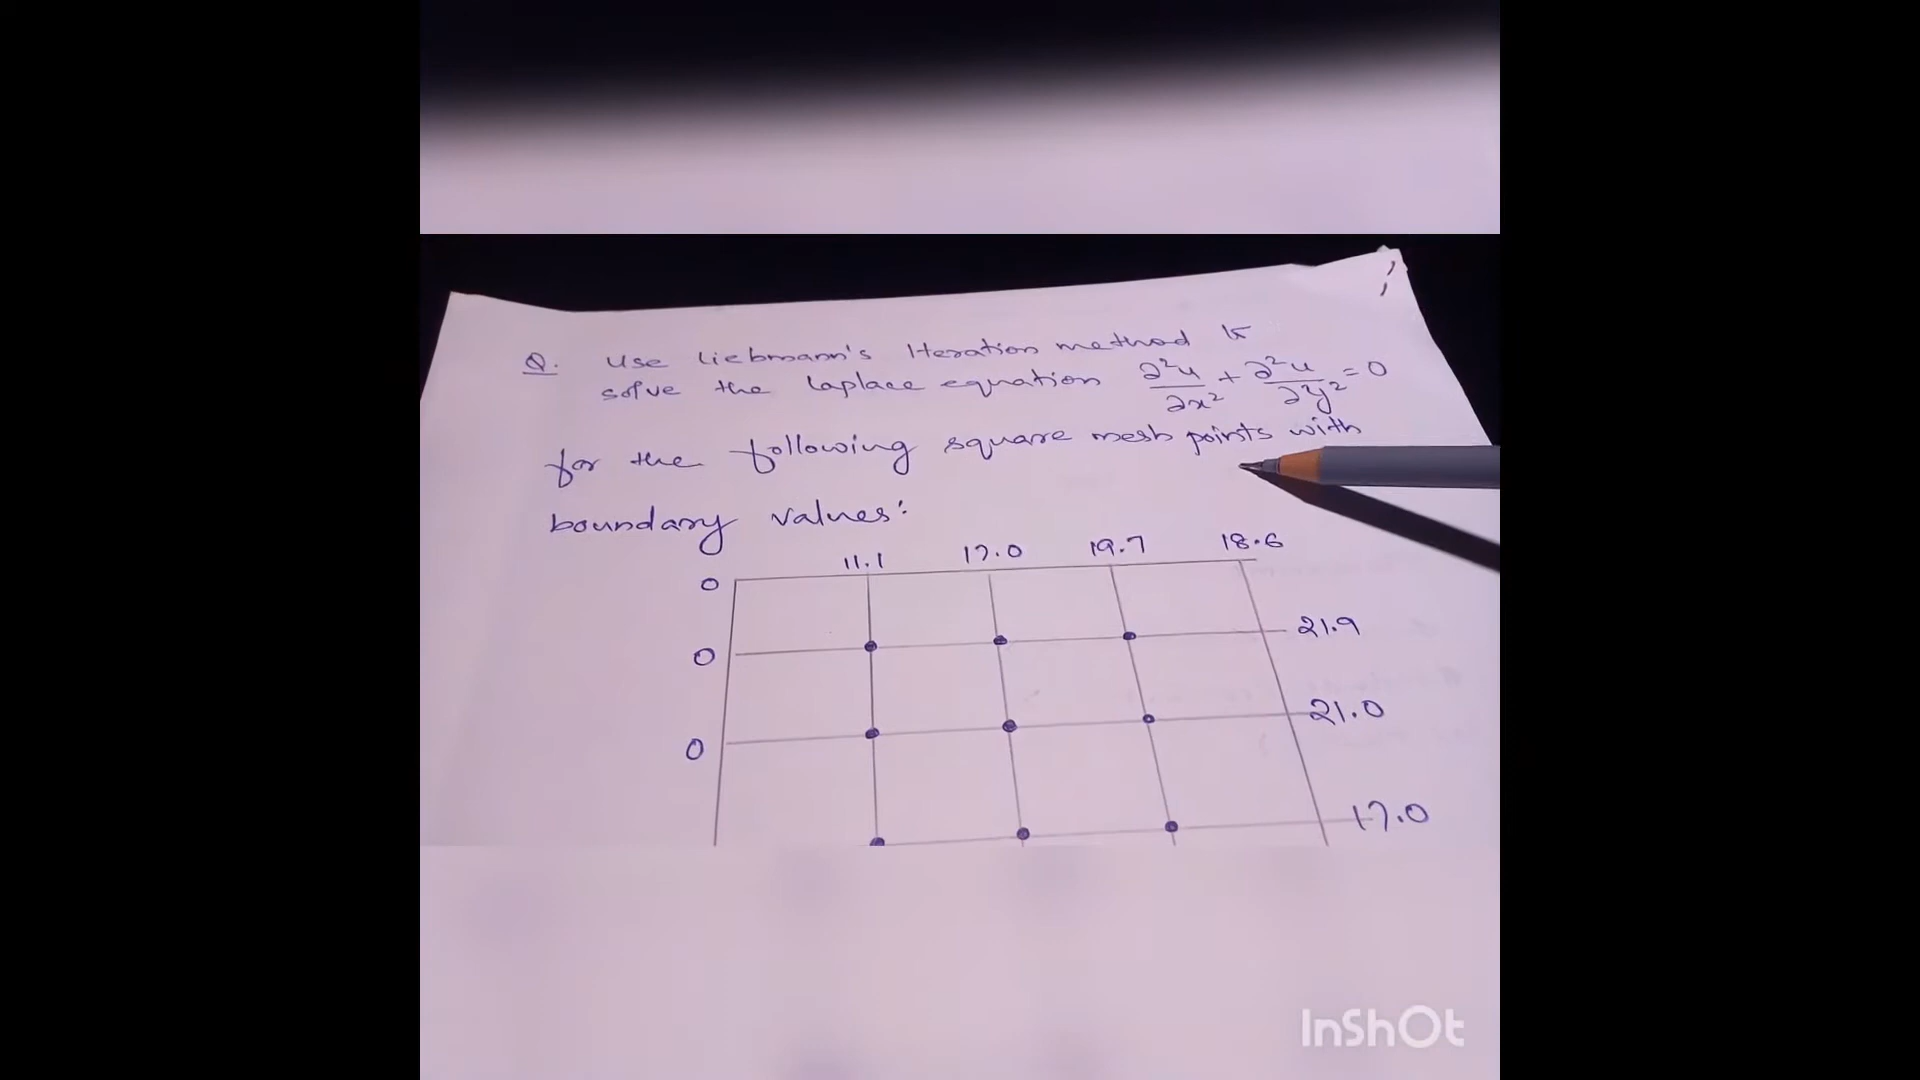 Q. Use Liebmann's Iteration method to
solve the Laplace equation ∂²u/∂x² + ∂²u/∂y² = 0
for the following square mesh points with
boundary values:
11.1 17.0 19.7 18.6
0
0 21.9
0 21.0
17.0
InShOt